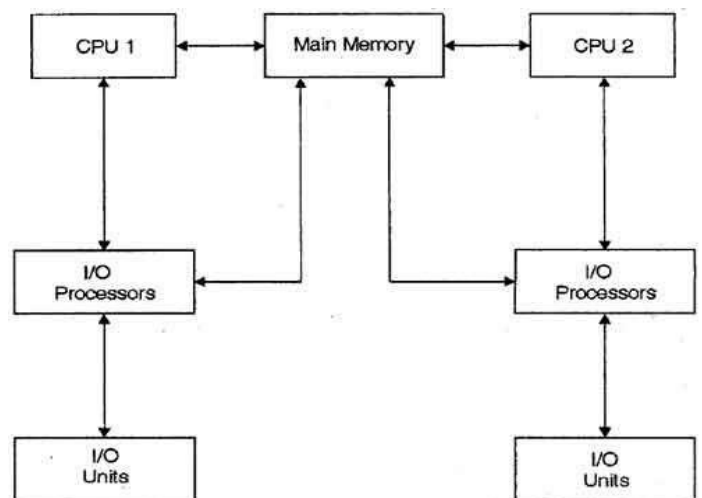 CPU 1
Main Memory
CPU 2
I/O
Processors
I/O
Processors
I/O
Units
I/O
Units